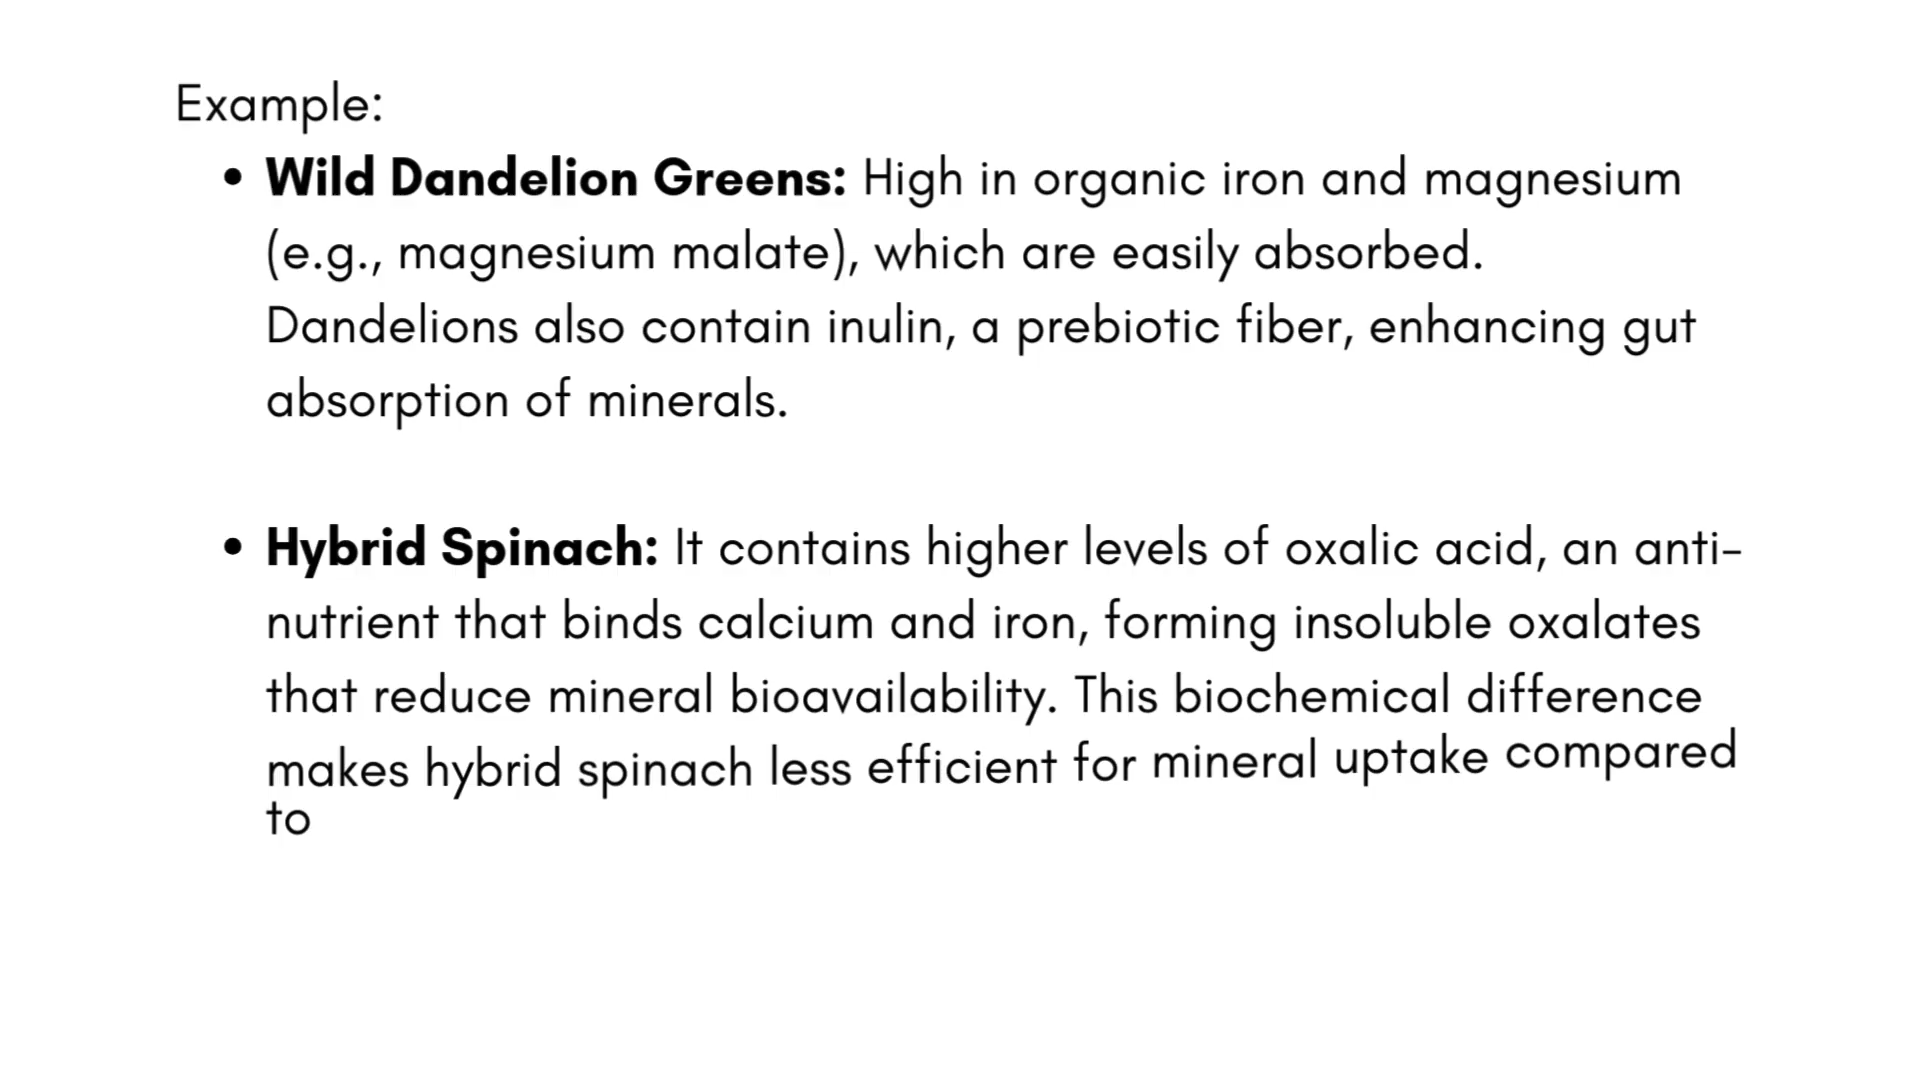 Example:
• Wild Dandelion Greens: High in organic iron and magnesium
(e.g., magnesium malate), which are easily absorbed.
Dandelions also contain inulin, a prebiotic fiber, enhancing gut
absorption of minerals.
• Hybrid Spinach: It contains higher levels of oxalic acid, an anti-
nutrient that binds calcium and iron, forming insoluble oxalates
that reduce mineral bioavailability. This biochemical difference
makes hybrid spinach less efficient for mineral uptake compared
to